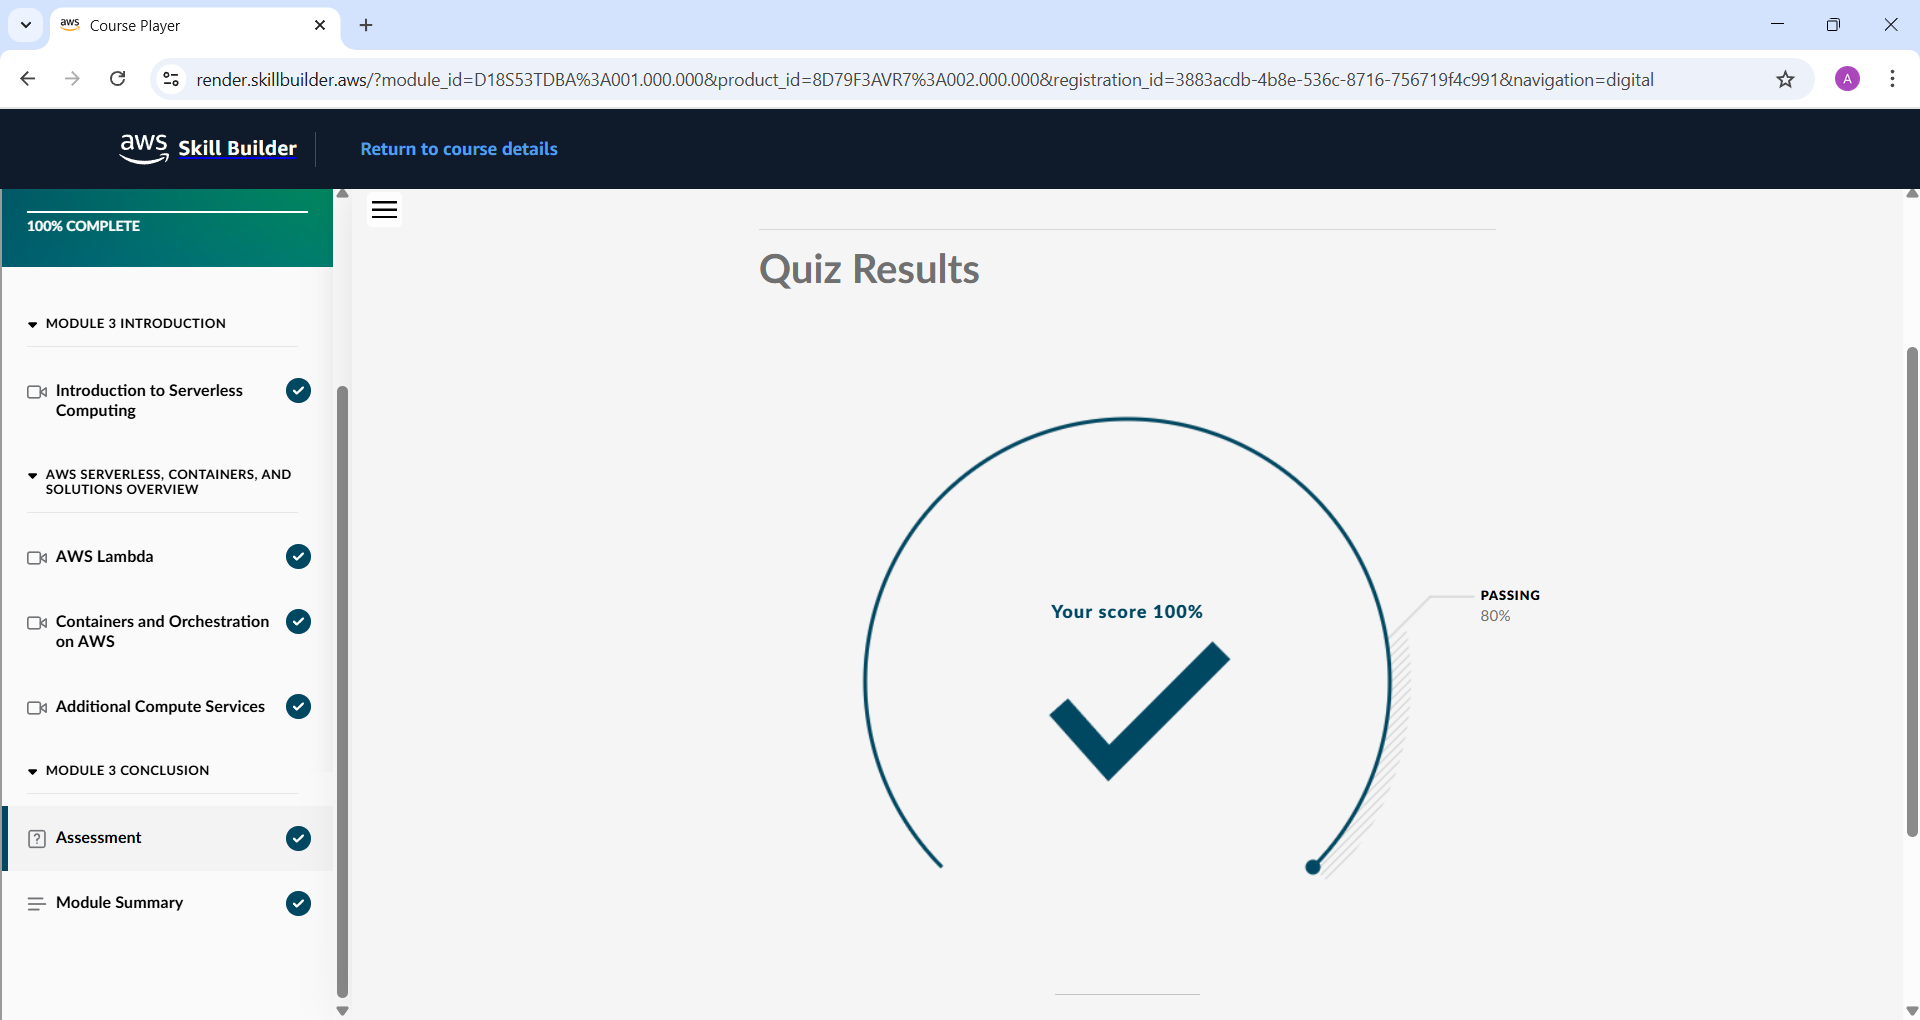 aws Course Player
render.skillbuilder.aws/?module_id=D18S53TDBA%3A001.000.000&product_id=8D79F3AVR7%3A002.000.000&registration_id=3883acdb-4b8e-536c-8716-756719f4c991&navigation=digital
A
aws Skill Builder
Return to course details
100% COMPLETE
MODULE 3 INTRODUCTION
Introduction to Serverless
Computing
AWS SERVERLESS, CONTAINERS, AND
SOLUTIONS OVERVIEW
AWS Lambda
Containers and Orchestration
on AWS
Additional Compute Services
MODULE 3 CONCLUSION
? Assessment
Module Summary
Quiz Results
Your score 100%
PASSING
80%